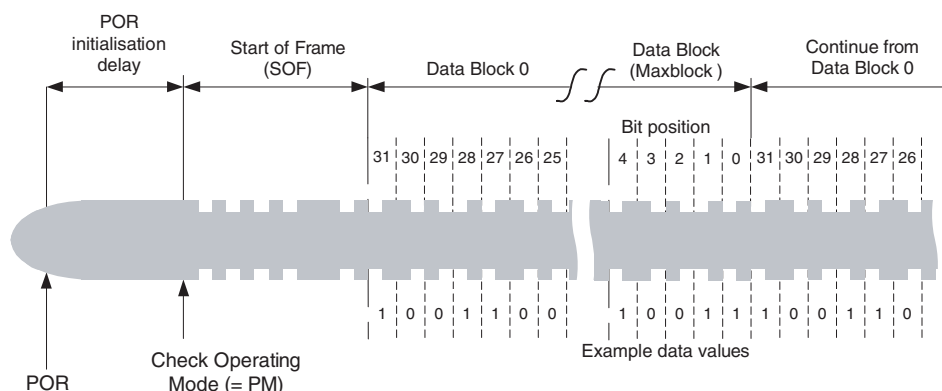 POR
initialisation
delay
Start of Frame
(SOF)
Data Block 0
Data Block
(Maxblock )
Continue from
Data Block 0
Bit position
31 30 29 28 27 26 25 4 3 2 1 0 31 30 29 28 27 26
1 0 0 1 1 0 0 1 0 0 1 1 1 0 0 1 1 0
Example data values
POR
Check Operating
Mode (= PM)